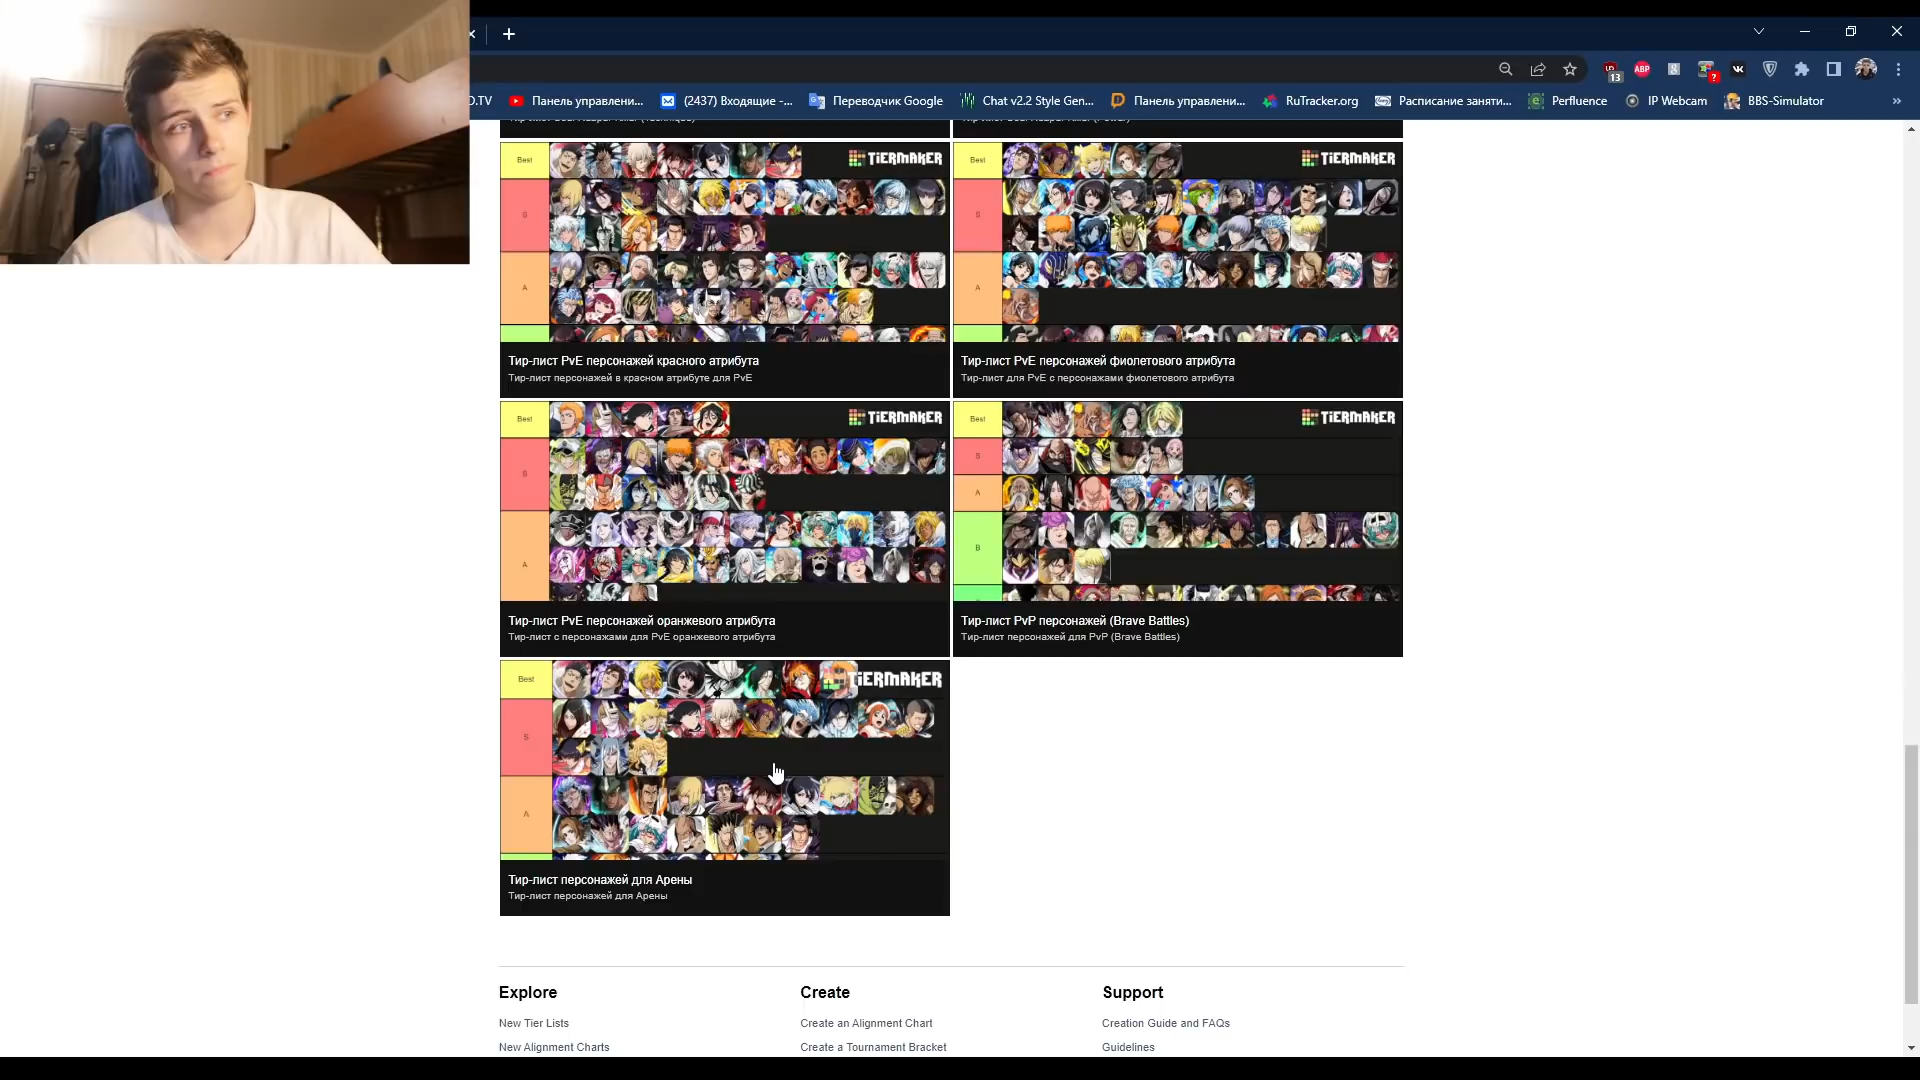 .TV
Панель управлени...
(2437) Входящие -...
Переводчик Google
Chat v2.2 Style Gen...
Панель управлени...
RuTracker.org
Расписание заняти...
Perfluence
IP Webcam
BBS-Simulator
»
13
ABP
Best
TIERMAKER
S
A
Тир-лист PvE персонажей красного атрибута
Тир-лист персонажей в красном атрибуте для PvE
Best
TIERMAKER
S
A
Тир-лист PvE персонажей фиолетового атрибута
Тир-лист для PvE с персонажами фиолетового атрибута
Best
TIERMAKER
S
A
Тир-лист PvE персонажей оранжевого атрибута
Тир-лист с персонажами для PvE оранжевого атрибута
Best
TIERMAKER
S
A
B
Тир-лист PvP персонажей (Brave Battles)
Тир-лист персонажей для PvP (Brave Battles)
Best
TIERMAKER
S
A
Тир-лист персонажей для Арены
Тир-лист персонажей для Арены
Explore
New Tier Lists
New Alignment Charts
Create
Create an Alignment Chart
Create a Tournament Bracket
Support
Creation Guide and FAQs
Guidelines